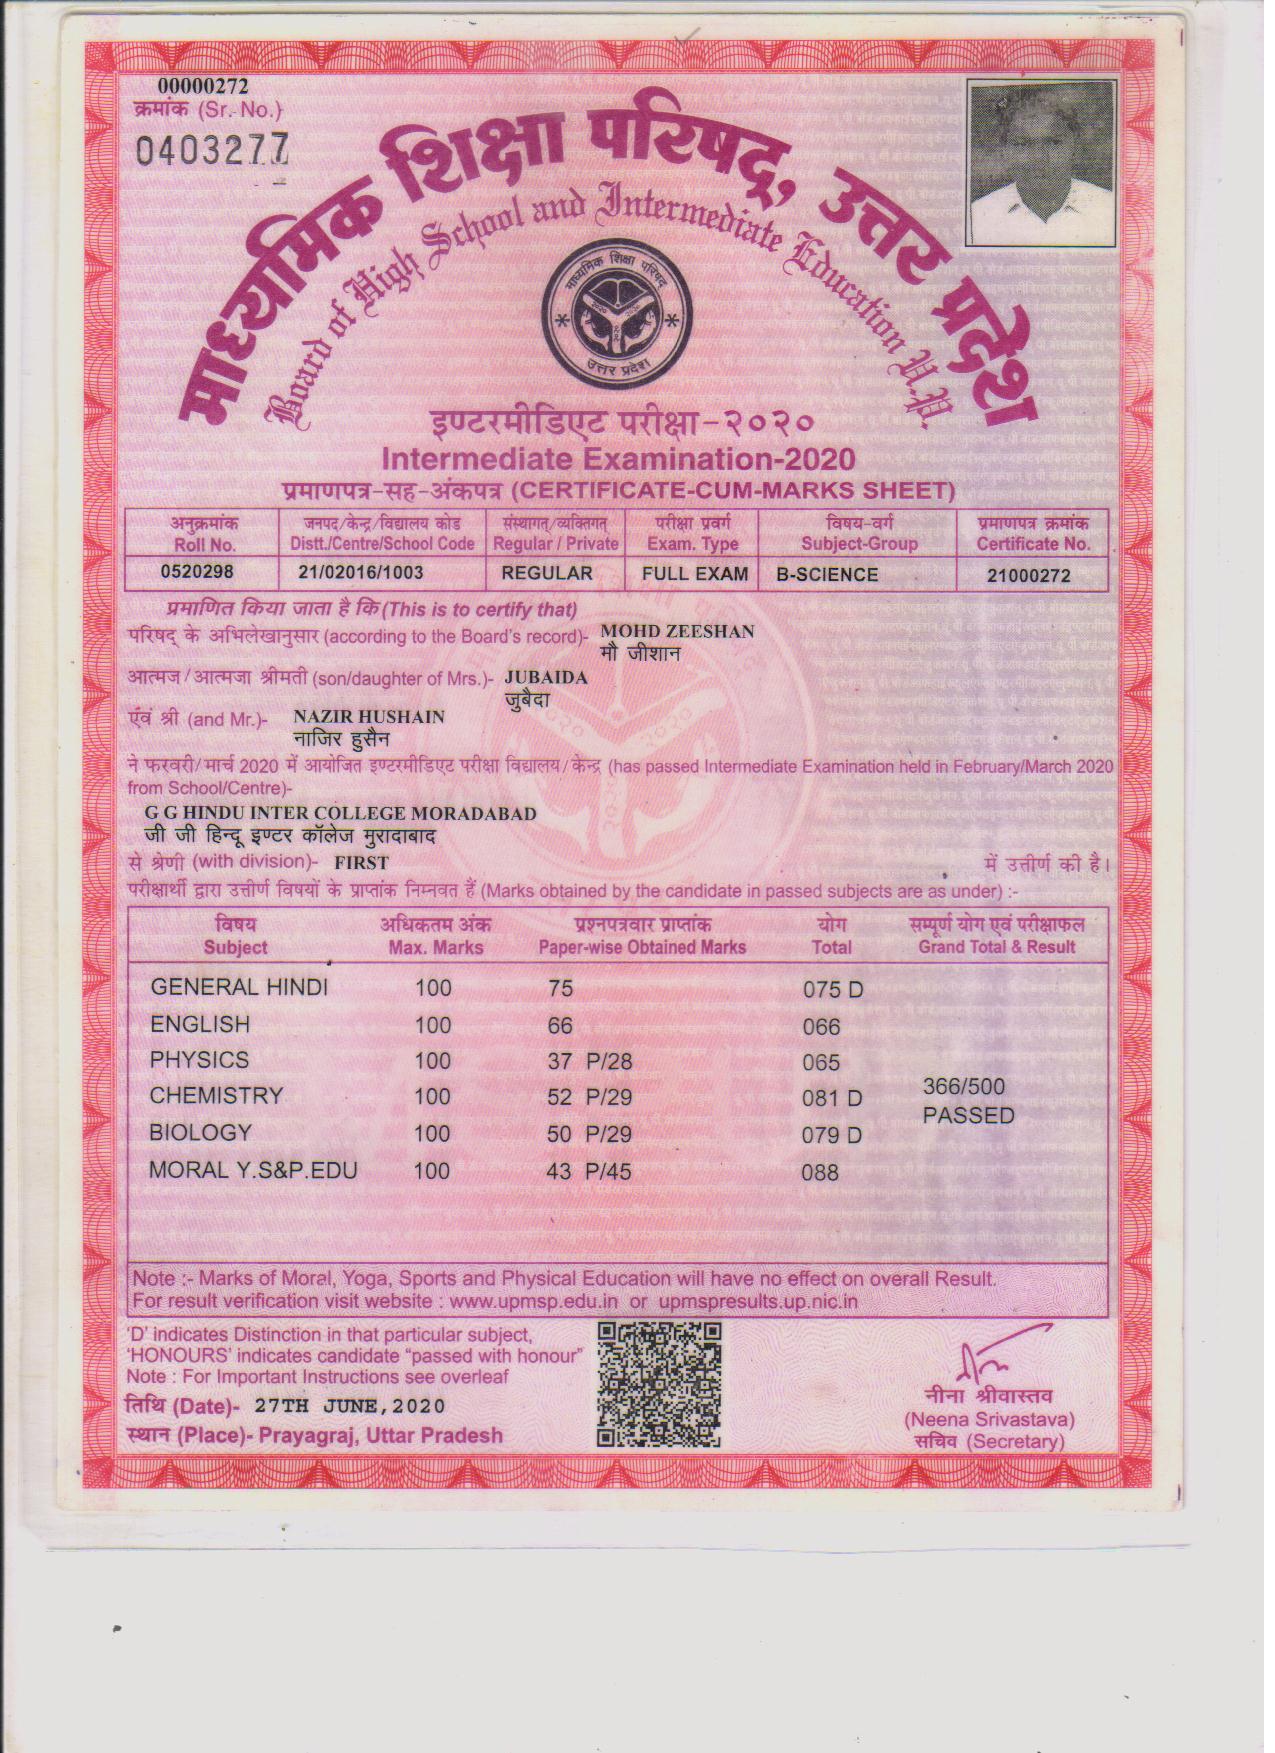 00000272
क्रमांक (Sr. No.)
0403277
माध्यमिक शिक्षा परिषद्, उत्तर प्रदेश
Board of High School and Intermediate Education U.P.
माध्यमिक शिक्षा परिषद्
उत्तर प्रदेश
इण्टरमीडिएट परीक्षा-२०२०
Intermediate Examination-2020
प्रमाणपत्र-सह-अंकपत्र (CERTIFICATE-CUM-MARKS SHEET)
अनुक्रमांक जनपद/केन्द्र/विद्यालय कोड संस्थागत्/व्यक्तिगत् परीक्षा प्रवर्ग विषय-वर्ग प्रमाणपत्र क्रमांक
Roll No. Distt./Centre/School Code Regular / Private Exam. Type Subject-Group Certificate No.
0520298 21/02016/1003 REGULAR FULL EXAM B-SCIENCE 21000272
प्रमाणित किया जाता है कि (This is to certify that)
परिषद् के अभिलेखानुसार (according to the Board's record)- MOHD ZEESHAN
मौ जीशान
आत्मज/आत्मजा श्रीमती (son/daughter of Mrs.)- JUBAIDA
जुबैदा
एंवं श्री (and Mr.)- NAZIR HUSHAIN
नाजिर हुसैन
ने फरवरी/मार्च 2020 में आयोजित इण्टरमीडिएट परीक्षा विद्यालय/केन्द्र (has passed Intermediate Examination held in February/March 2020
from School/Centre)-
G G HINDU INTER COLLEGE MORADABAD
जी जी हिन्दू इण्टर कॉलेज मुरादाबाद
से श्रेणी (with division)- FIRST में उत्तीर्ण की है।
परीक्षार्थी द्वारा उत्तीर्ण विषयों के प्राप्तांक निम्नवत हैं (Marks obtained by the candidate in passed subjects are as under) :-
विषय अधिकतम अंक प्रश्नपत्रवार प्राप्तांक योग सम्पूर्ण योग एवं परीक्षाफल
Subject Max. Marks Paper-wise Obtained Marks Total Grand Total & Result
GENERAL HINDI 100 75 075 D
ENGLISH 100 66 066
PHYSICS 100 37 P/28 065
CHEMISTRY 100 52 P/29 081 D
366/500
PASSED
BIOLOGY 100 50 P/29 079 D
MORAL Y.S&P.EDU 100 43 P/45 088
Note :- Marks of Moral, Yoga, Sports and Physical Education will have no effect on overall Result.
For result verification visit website : www.upmsp.edu.in or upmspresults.up.nic.in
'D' indicates Distinction in that particular subject,
'HONOURS' indicates candidate "passed with honour"
Note : For Important Instructions see overleaf
तिथि (Date)- 27TH JUNE,2020
स्थान (Place)- Prayagraj, Uttar Pradesh
नीना श्रीवास्तव
(Neena Srivastava)
सचिव (Secretary)